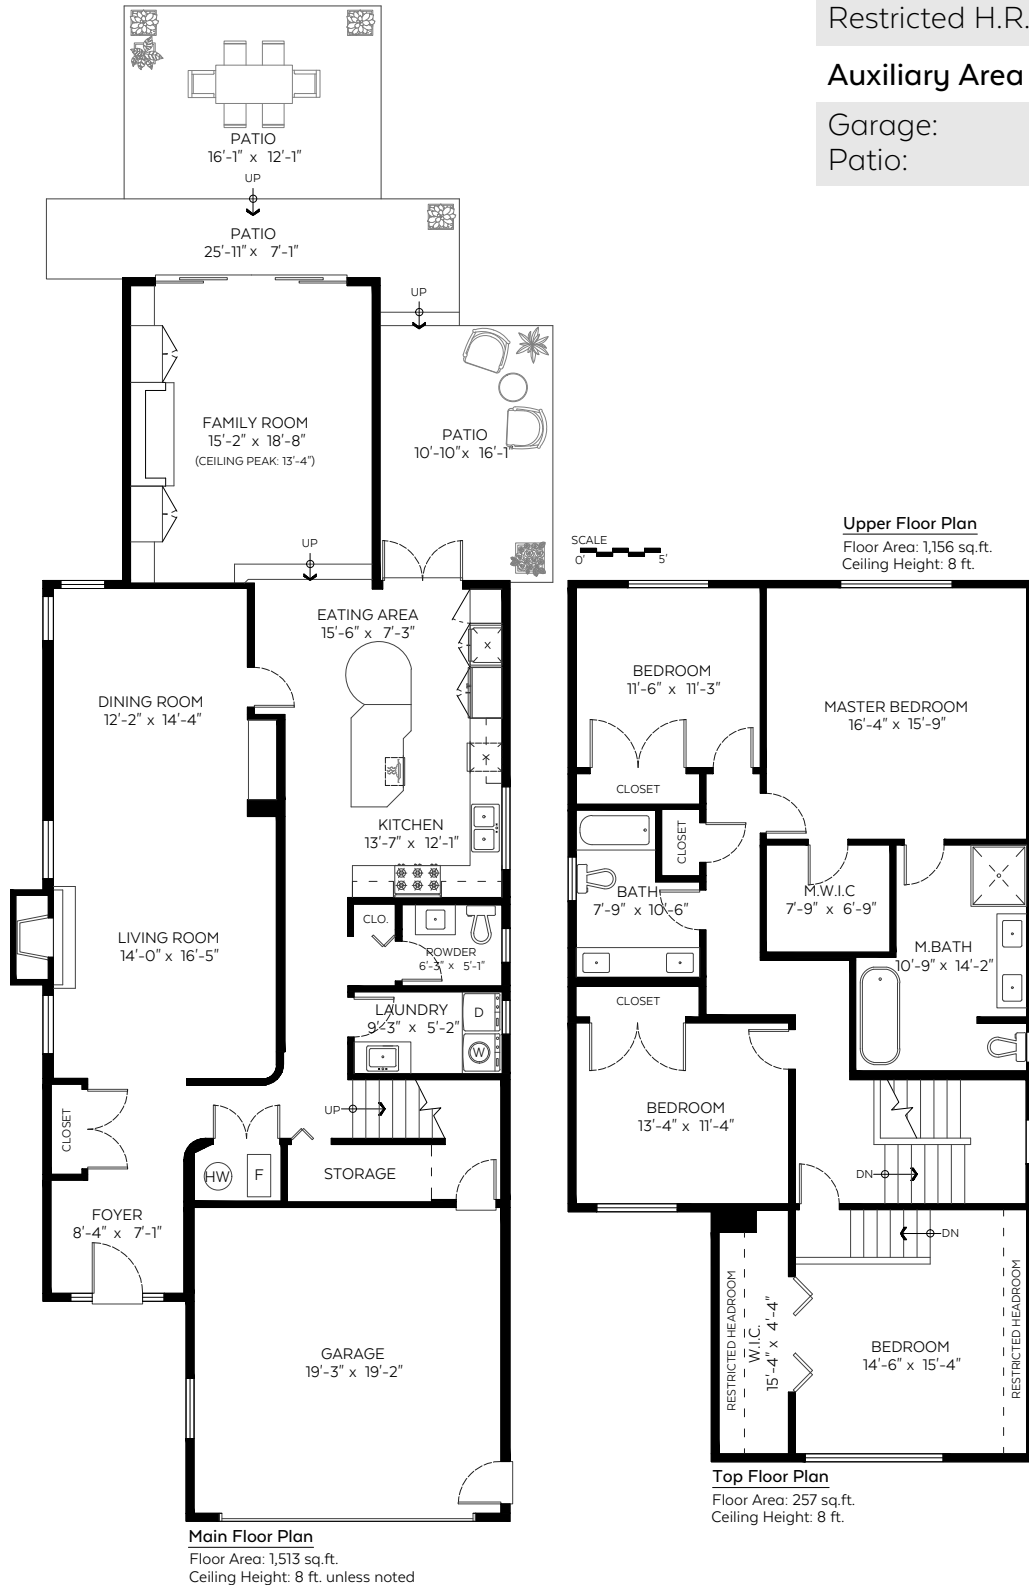 Restricted H.R.
Auxiliary Area
Garage:
Patio:
PATIO
16'-1" x 12'-1"
UP
PATIO
25'-11" x 7'-1"
UP
FAMILY ROOM
15'-2" x 18'-8"
(CEILING PEAK: 13'-4")
PATIO
10'-10" x 16'-1"
UP
EATING AREA
15'-6" x 7'-3"
DINING ROOM
12'-2" x 14'-4"
KITCHEN
13'-7" x 12'-1"
CLO.
POWDER
6'-3" x 5'-1"
LIVING ROOM
14'-0" x 16'-5"
LAUNDRY
9'-3" x 5'-2"
D
W
UP
CLOSET
HW
F
STORAGE
FOYER
8'-4" x 7'-1"
GARAGE
19'-3" x 19'-2"
Main Floor Plan
Floor Area: 1,513 sq.ft.
Ceiling Height: 8 ft. unless noted
SCALE
0' 5'
Upper Floor Plan
Floor Area: 1,156 sq.ft.
Ceiling Height: 8 ft.
BEDROOM
11'-6" x 11'-3"
MASTER BEDROOM
16'-4" x 15'-9"
CLOSET
CLOSET
BATH
7'-9" x 10'-6"
M.W.I.C
7'-9" x 6'-9"
M.BATH
10'-9" x 14'-2"
CLOSET
BEDROOM
13'-4" x 11'-4"
DN
DN
RESTRICTED HEADROOM
W.I.C.
15'-4" x 4'-4"
BEDROOM
14'-6" x 15'-4"
RESTRICTED HEADROOM
Top Floor Plan
Floor Area: 257 sq.ft.
Ceiling Height: 8 ft.